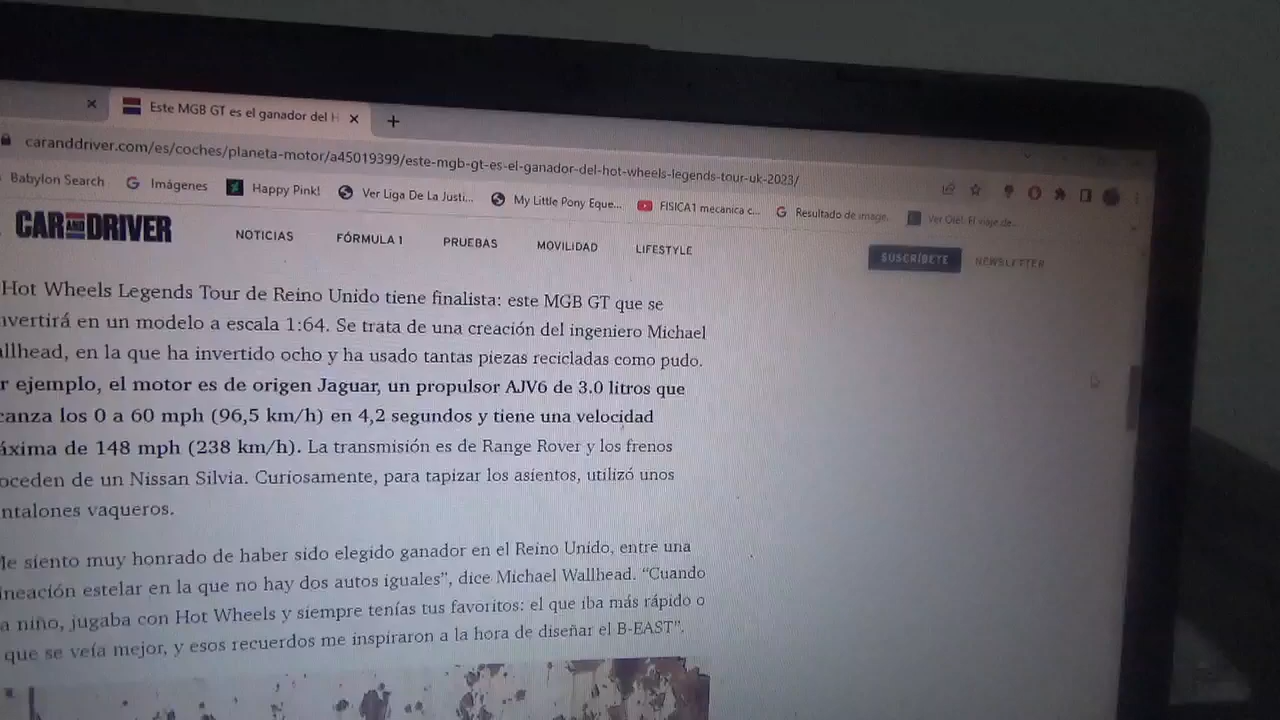 Este MGB GT es el ganador del H
caranddriver.com/es/coches/planeta-motor/a45019399/este-mgb-gt-es-el-ganador-del-hot-wheels-legends-tour-uk-2023/
Babylon Search Imágenes Happy Pink! Ver Liga De La Justi... My Little Pony Eque... FISICA1 mecanica c... Resultado de image. Ver Olé! El viaje de...
CAR AND DRIVER NOTICIAS FÓRMULA 1 PRUEBAS MOVILIDAD LIFESTYLE SUSCRÍBETE NEWSLETTER
Hot Wheels Legends Tour de Reino Unido tiene finalista: este MGB GT que se
nvertirá en un modelo a escala 1:64. Se trata de una creación del ingeniero Michael
allhead, en la que ha invertido ocho y ha usado tantas piezas recicladas como pudo.
r ejemplo, el motor es de origen Jaguar, un propulsor AJV6 de 3.0 litros que
canza los 0 a 60 mph (96,5 km/h) en 4,2 segundos y tiene una velocidad
áxima de 148 mph (238 km/h). La transmisión es de Range Rover y los frenos
oceden de un Nissan Silvia. Curiosamente, para tapizar los asientos, utilizó unos
ntalones vaqueros.
Me siento muy honrado de haber sido elegido ganador en el Reino Unido, entre una
ineación estelar en la que no hay dos autos iguales”, dice Michael Wallhead. “Cuando
a niño, jugaba con Hot Wheels y siempre tenías tus favoritos: el que iba más rápido o
que se veía mejor, y esos recuerdos me inspiraron a la hora de diseñar el B-EAST”.